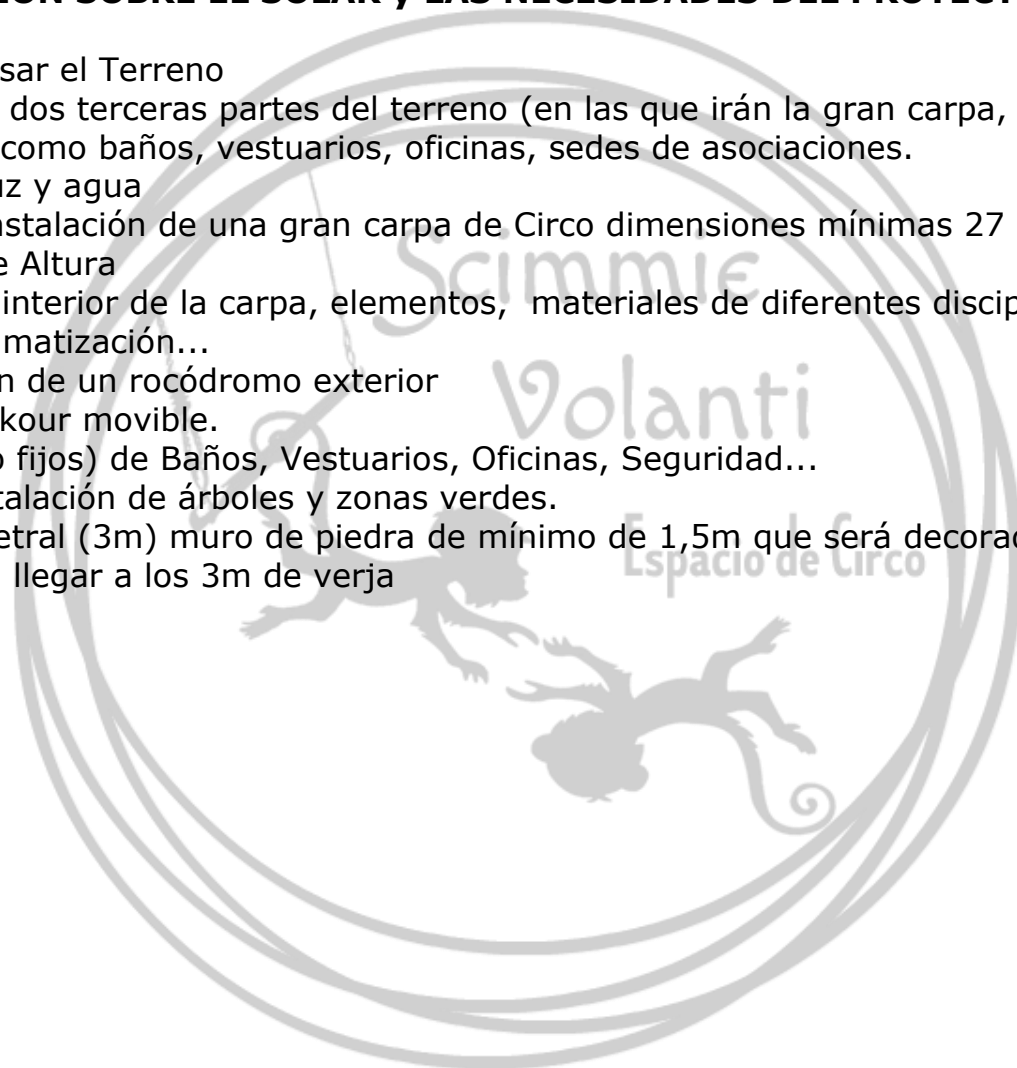 SOBRE EL SOLAR y LAS NECESIDADES DEL
sar el Terreno
dos terceras partes del terreno (en las que irán la gran carpa,
como baños, vestuarios, oficinas, sedes de asociaciones.
uz y agua
nstalación de una gran carpa de Circo dimensiones mínimas 27
e Altura
interior de la carpa, elementos, materiales de diferentes discip
matización...
n de un rocódromo exterior
kour movible.
o fijos) de Baños, Vestuarios, Oficinas, Seguridad...
talación de árboles y zonas verdes.
etral (3m) muro de piedra de mínimo de 1,5m que será decorad
llegar a los 3m de verja
Scimmie
Volanti
Espacio de Circo